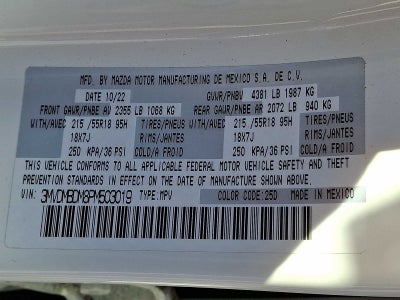 MFD. BY MAZDA MOTOR MANUFACTURING DE MEXICO S.A. DE C.V.
DATE 10/22 GVWR/PNBV 4381 LB 1987 KG
FRONT GAWR/PNBE AV 2355 LB 1068 KG REAR GAWR/PNBE AR 2072 LB 940 KG
WITH/AVEC 215 /55R18 95H TIRES/PNEUS WITH/AVEC 215 /55R18 95H TIRES/PNEUS
18X7J RIMS/JANTES 18X7J RIMS/JANTES
250 KPA/36 PSI COLD/A FROID 250 KPA/36 PSI COLD/A FROID
THIS VEHICLE CONFORMS TO ALL APPLICABLE FEDERAL MOTOR VEHICLE SAFETY AND THEFT
PREVENTION STANDARDS IN EFFECT ON THE DATE OF MANUFACTURE SHOWN ABOVE.
VIN: 3MVDMBDM8PM503019 TYPE:MPV COLOR CODE:25D MADE IN MEXICO